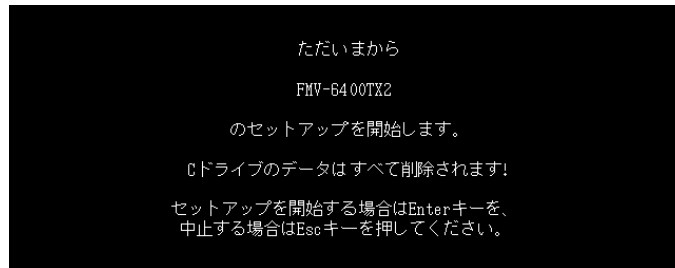 ただいまから
FMV-6400TX2
のセットアップを開始します。
Cドライブのデータはすべて削除されます!
セットアップを開始する場合はEnterキーを、
中止する場合はEscキーを押してください。